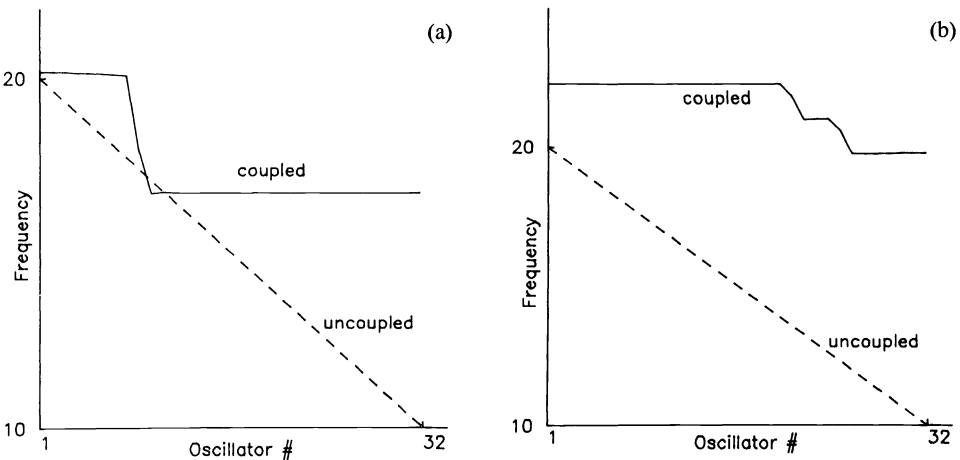 (a)
20
coupled
Frequency
uncoupled
10
1
Oscillator #
32
(b)
coupled
20
Frequency
uncoupled
10
1
Oscillator #
32